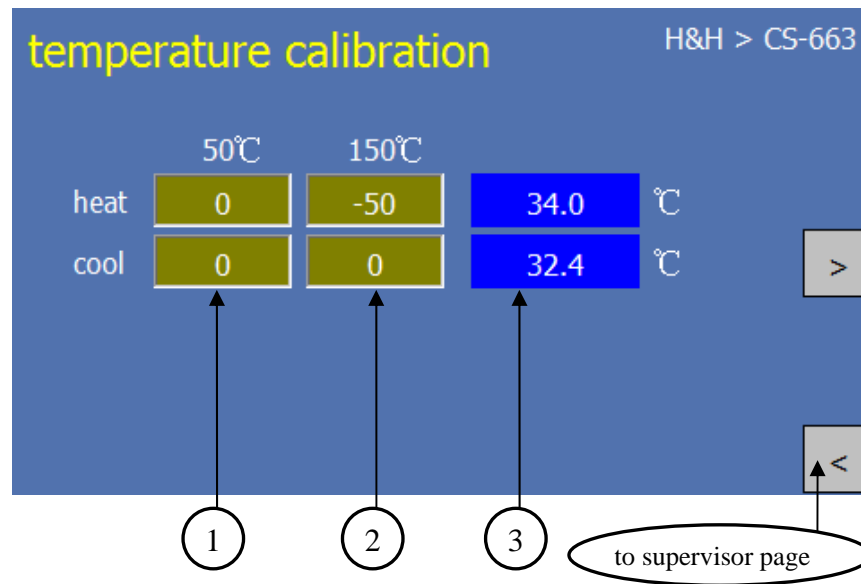 temperature calibration
H&H > CS-663
50℃ 150℃
heat 0 -50 34.0 ℃
cool 0 0 32.4 ℃
>
<
1 2 3 to supervisor page